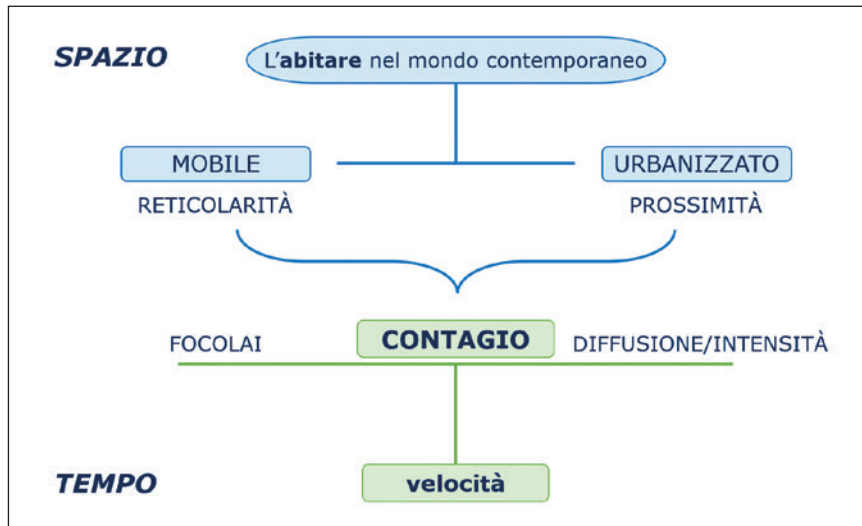 SPAZIO
L'abitare nel mondo contemporaneo
MOBILE
URBANIZZATO
RETICOLARITÀ
PROSSIMITÀ
FOCOLAI
CONTAGIO
DIFFUSIONE/INTENSITÀ
TEMPO
velocità